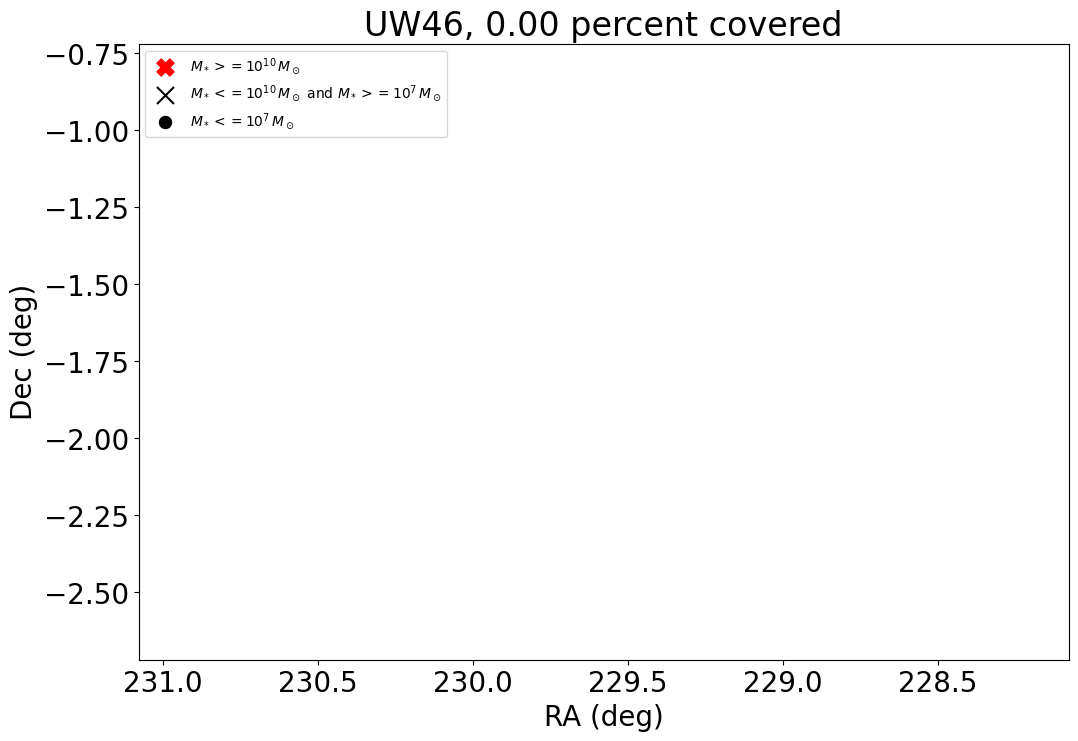 UW46, 0.00 percent covered
M* >= 10^10 M⊙
M* <= 10^10 M⊙ and M* >= 10^7 M⊙
M* <= 10^7 M⊙
−0.75
−1.00
−1.25
−1.50
−1.75
−2.00
−2.25
−2.50
Dec (deg)
231.0 230.5 230.0 229.5 229.0 228.5
RA (deg)